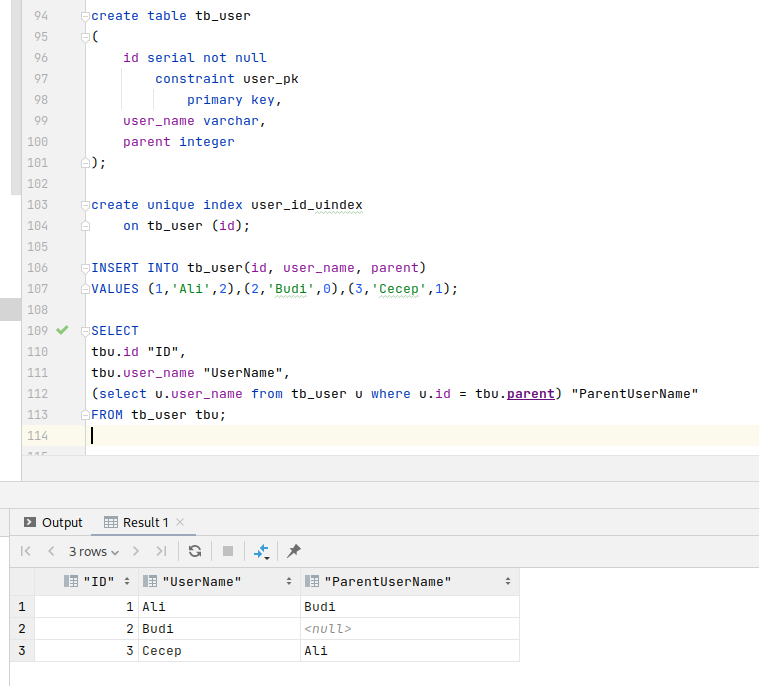 94 create table tb_user
95 (
96 id serial not null
97 constraint user_pk
98 primary key,
99 user_name varchar,
100 parent integer
101 );
102
103 create unique index user_id_uindex
104 on tb_user (id);
105
106 INSERT INTO tb_user(id, user_name, parent)
107 VALUES (1,'Ali',2),(2,'Budi',0),(3,'Cecep',1);
108
109 SELECT
110 tbu.id "ID",
111 tbu.user_name "UserName",
112 (select u.user_name from tb_user u where u.id = tbu.parent) "ParentUserName"
113 FROM tb_user tbu;
114
Output Result 1
3 rows
"ID" "UserName" "ParentUserName"
1 1 Ali Budi
2 2 Budi <null>
3 3 Cecep Ali